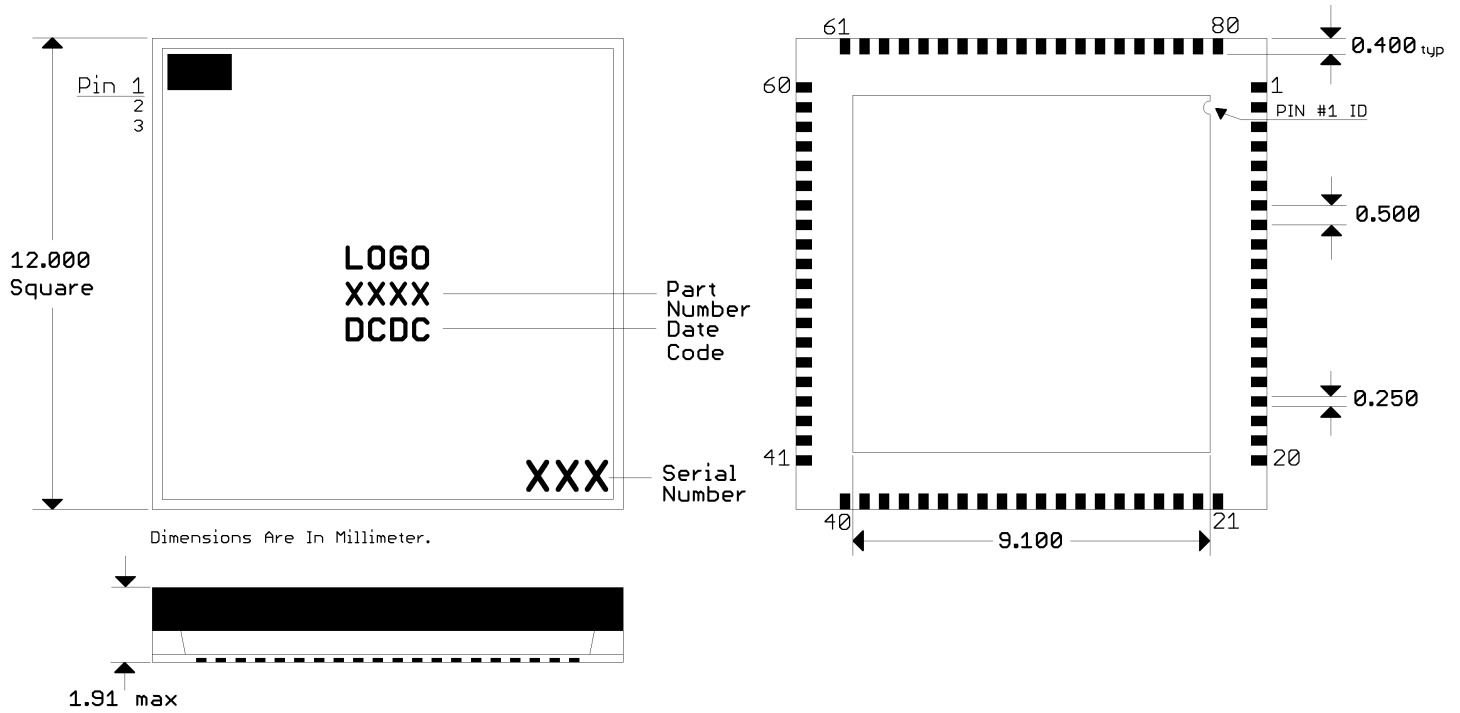 Pin 1
2
3
12.000
Square
LOGO
XXXX
DCDC
Part
Number
Date
Code
XXX
Serial
Number
Dimensions Are In Millimeter.
1.91 max
61
80
0.400 typ
60
1
PIN #1 ID
0.500
0.250
41
20
40
21
9.100